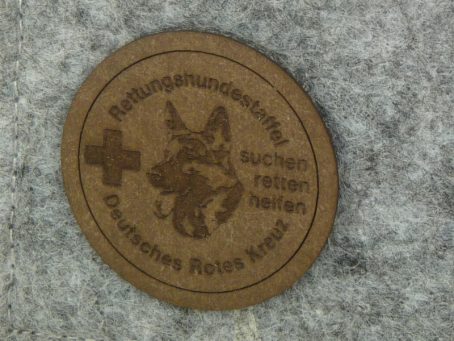 Rettungshundestaffel
suchen
retten
helfen
Deutsches Rotes Kreuz